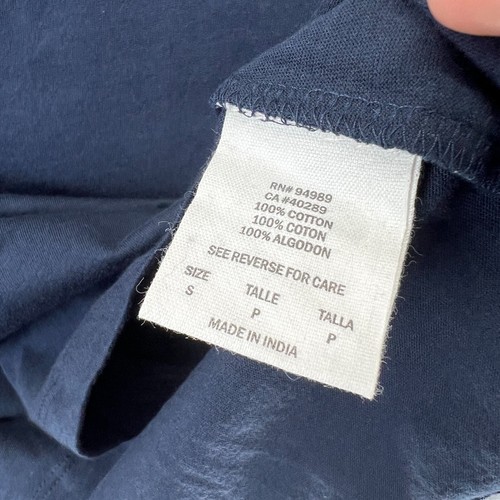 RN# 94989
CA #40289
100% COTTON
100% COTON
100% ALGODON
SEE REVERSE FOR CARE
SIZE TALLE TALLA
S P P
MADE IN INDIA